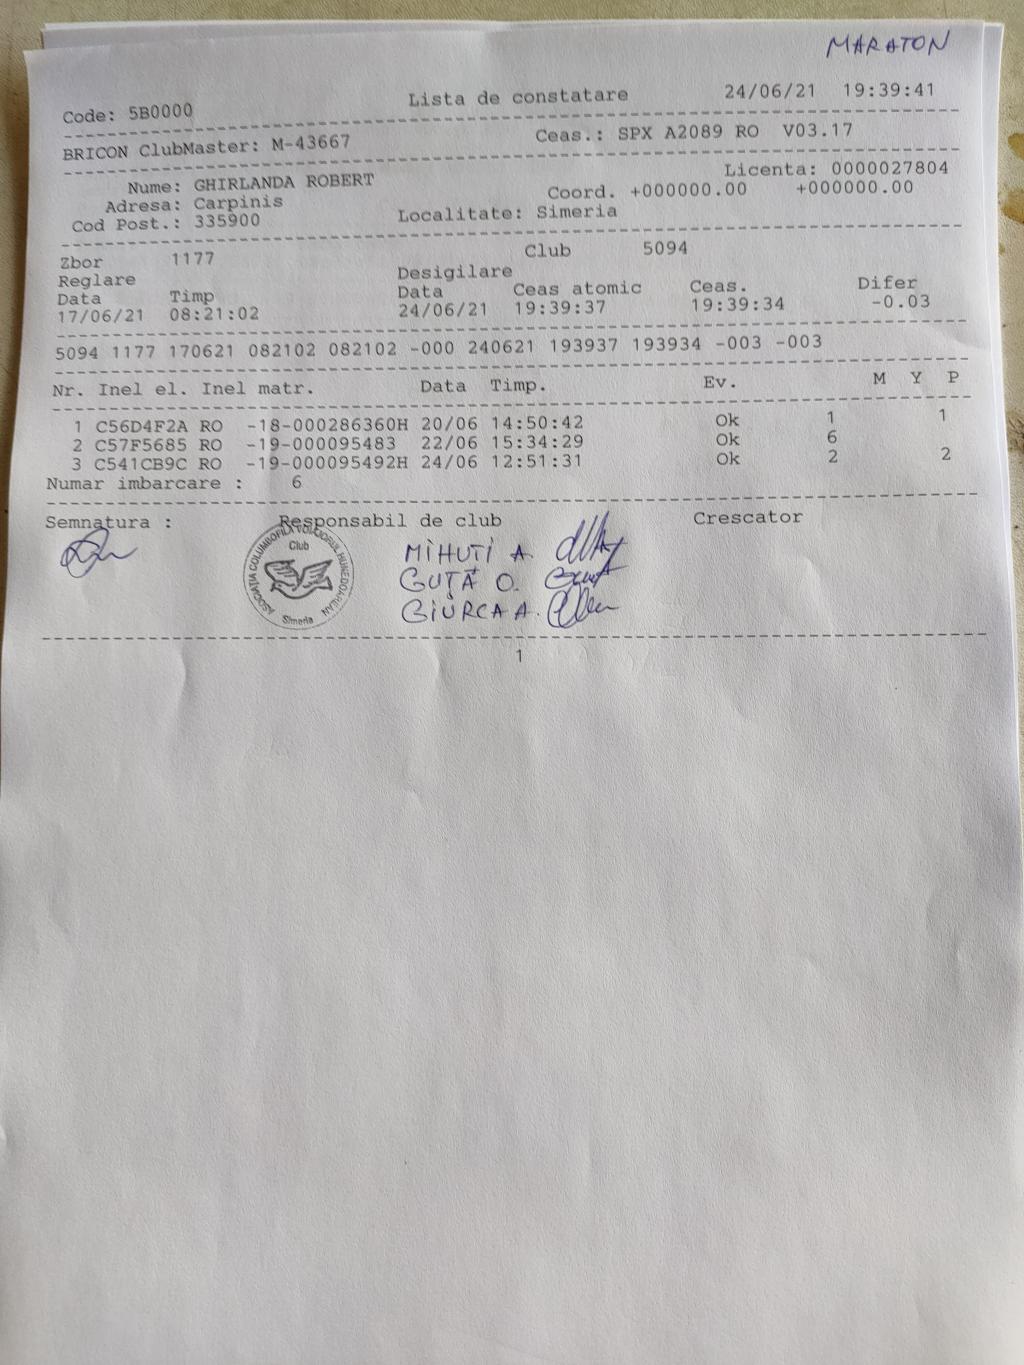 MARATON
Code: 5B0000 Lista de constatare 24/06/21 19:39:41
BRICON ClubMaster: M-43667 Ceas.: SPX A2089 RO V03.17
Licenta: 0000027804
Nume: GHIRLANDA ROBERT Coord. +000000.00 +000000.00
Adresa: Carpinis
Cod Post.: 335900 Localitate: Simeria
Zbor 1177 Club 5094
Reglare Desigilare
Data Timp Data Ceas atomic Ceas. Difer
17/06/21 08:21:02 24/06/21 19:39:37 19:39:34 -0.03
5094 1177 170621 082102 082102 -000 240621 193937 193934 -003 -003
Nr. Inel el. Inel matr. Data Timp. Ev. M Y P
1 C56D4F2A RO -18-000286360H 20/06 14:50:42 Ok 1 1
2 C57F5685 RO -19-000095483 22/06 15:34:29 Ok 6
3 C541CB9C RO -19-000095492H 24/06 12:51:31 Ok 2 2
Numar imbarcare : 6
Semnatura : Responsabil de club Crescator
ASOCIATIA COLUMBOFILA VOIEVODUL HUNEDOAREAN
Club
Simeria
MIHUTI A.
GUȚĂ O.
GIURCA A.
1